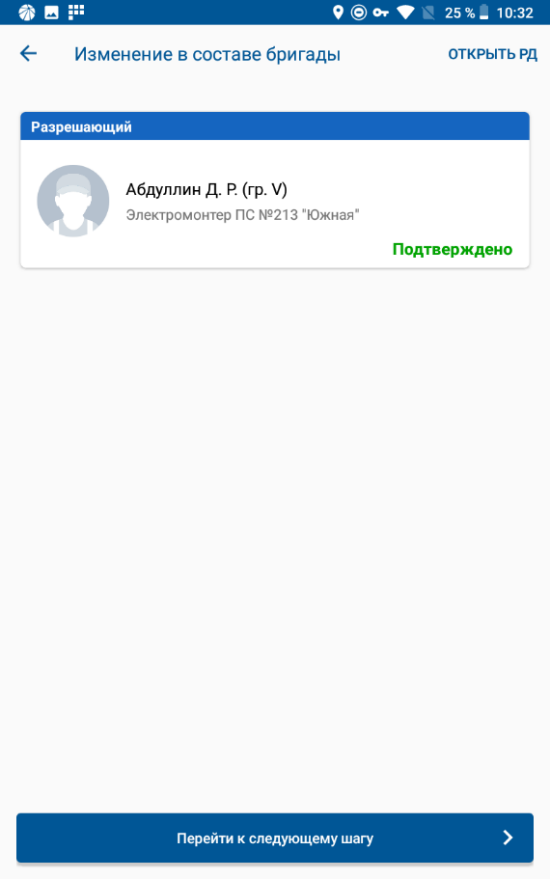 25 % 10:32
Изменение в составе бригады ОТКРЫТЬ РД
Разрешающий
Абдуллин Д. Р. (гр. V)
Электромонтер ПС №213 "Южная"
Подтверждено
Перейти к следующему шагу